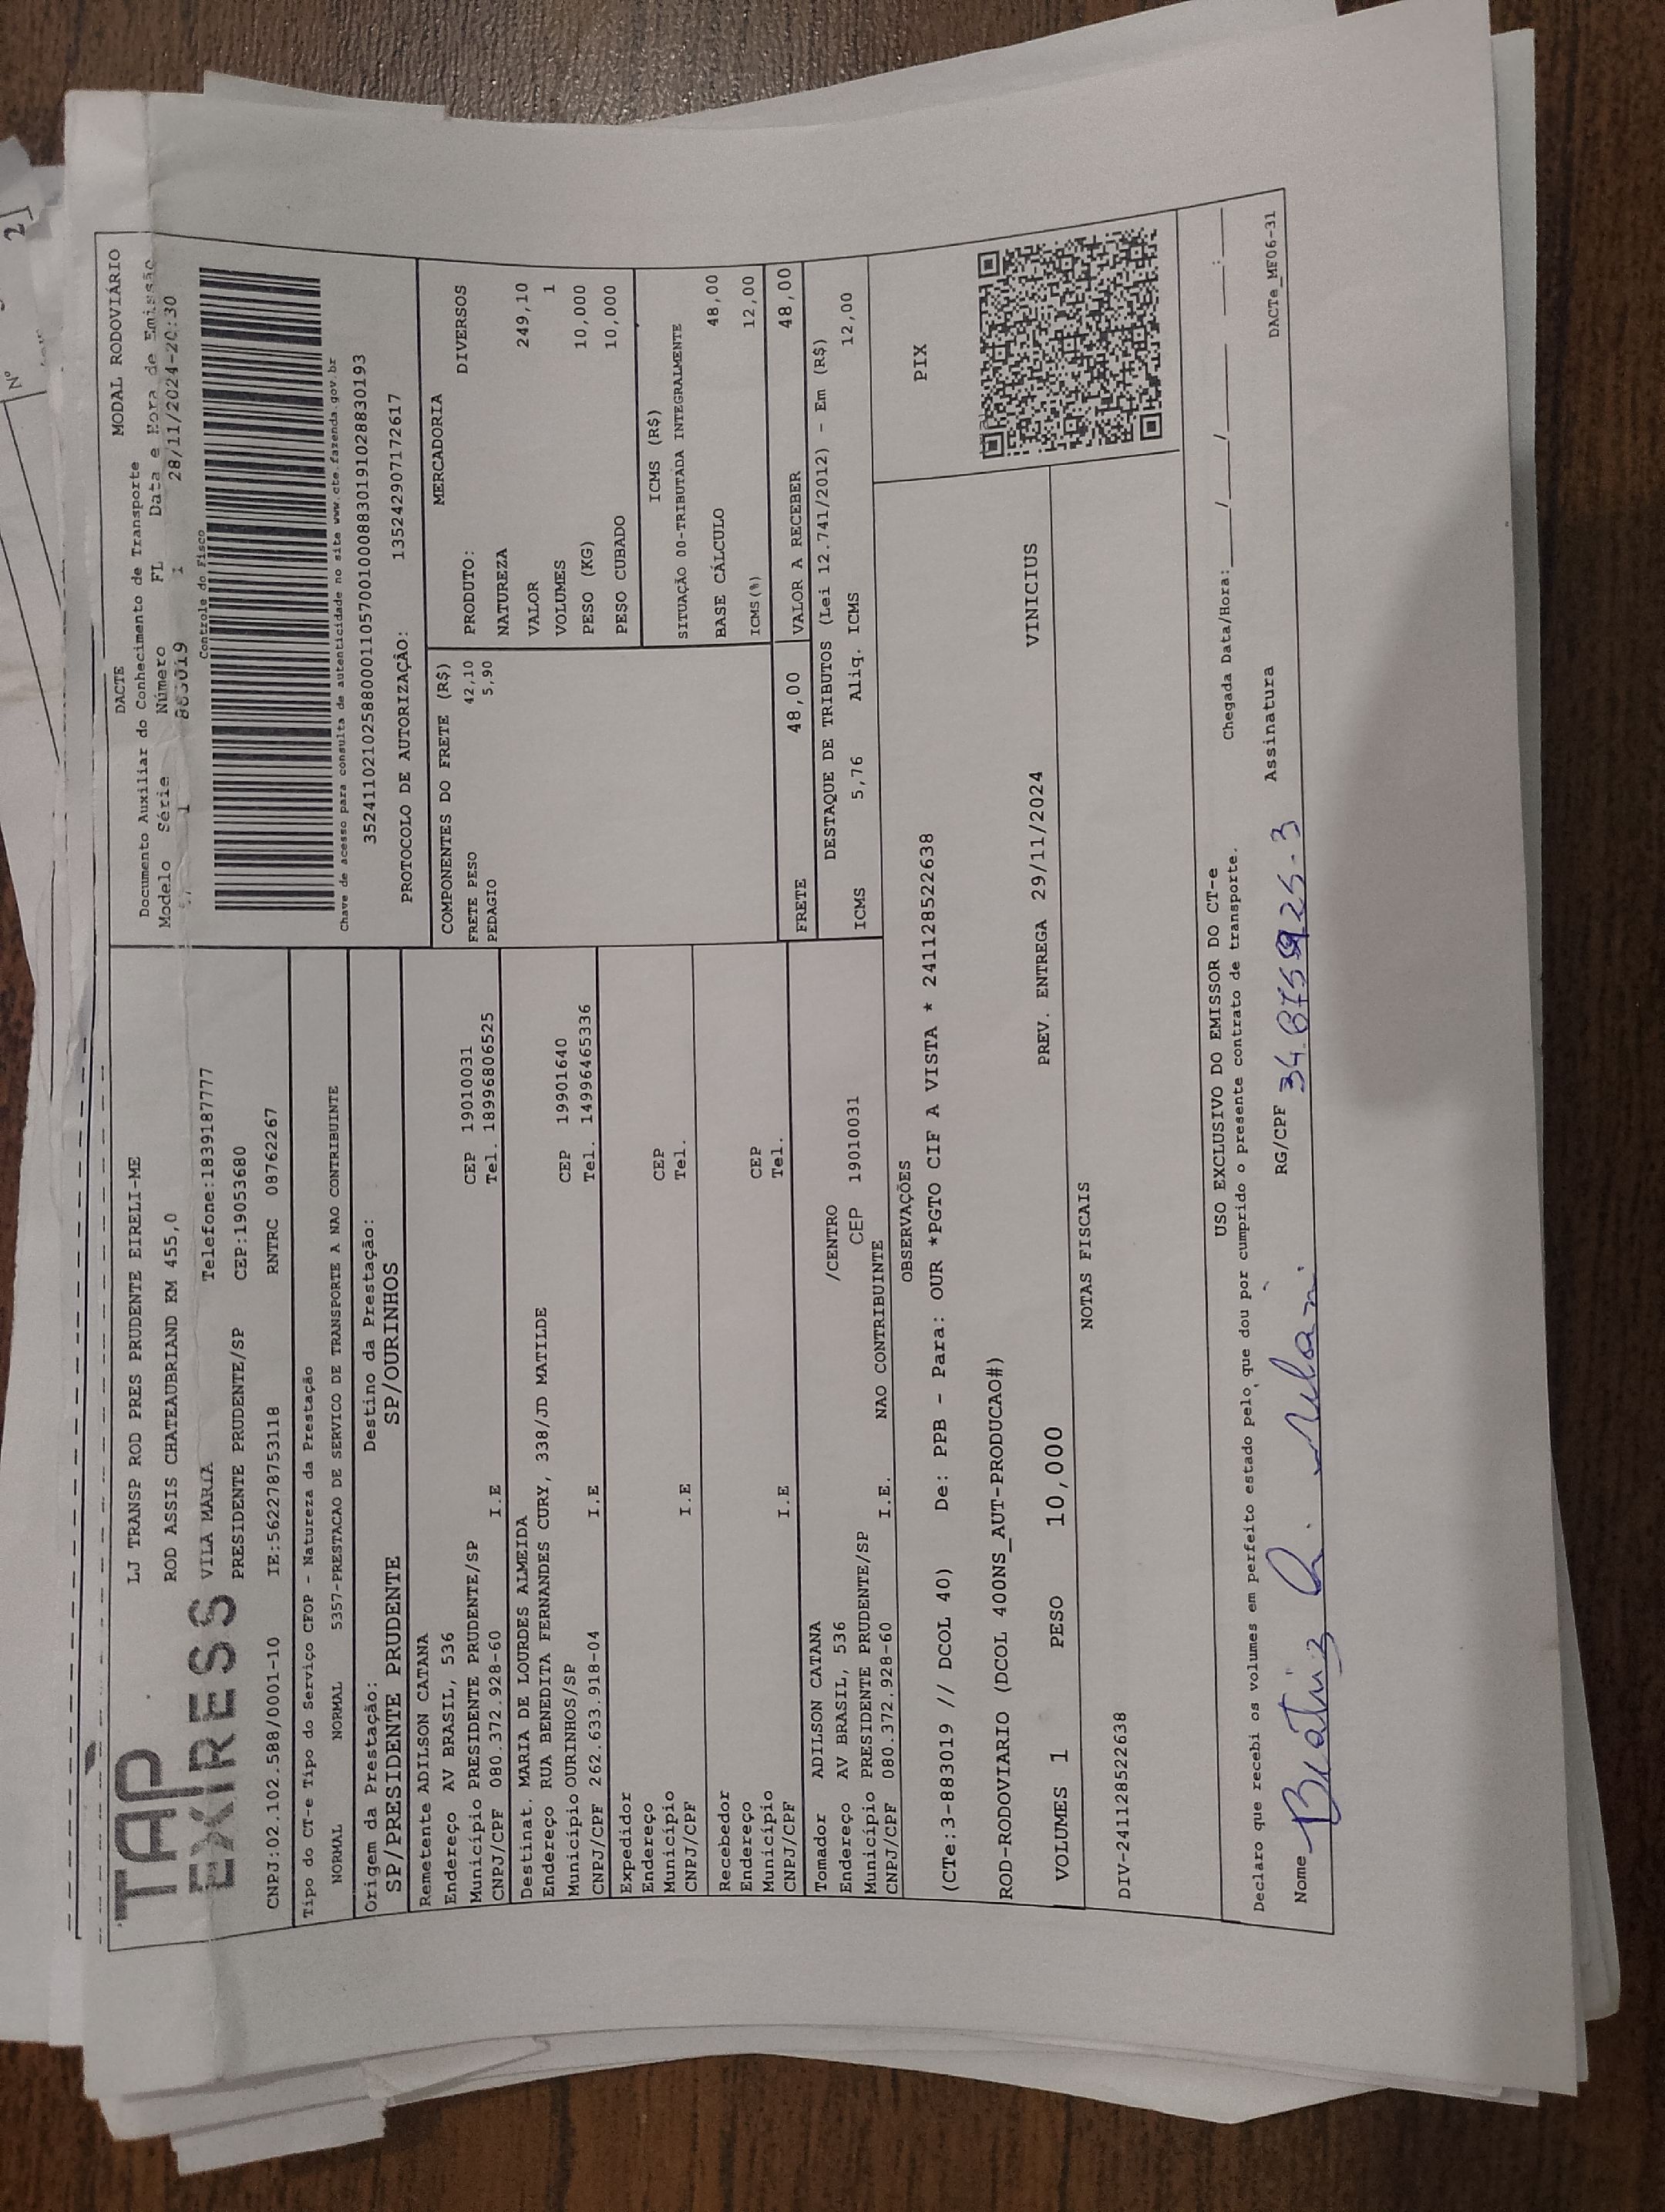 TAP
EXPRESS
LJ TRANSP ROD PRES PRUDENTE EIRELI-ME
ROD ASSIS CHATEAUBRIAND KM 455,0
VILA MARIA Telefone:1839187777
PRESIDENTE PRUDENTE/SP CEP:19053680
CNPJ:02.102.588/0001-10 IE:562278753118 RNTRC 08762267
DACTE MODAL RODOVIÁRIO
Documento Auxiliar do Conhecimento de Transporte
Modelo Série Número FL Data e Hora de Emissão
1 883019 1 28/11/2024-20:30
Controle do Fisco
Chave de acesso para consulta de autenticidade no site www.cte.fazenda.gov.br
35241102102588000110570010008830191028830193
PROTOCOLO DE AUTORIZAÇÃO: 135242907172617
Tipo do CT-e Tipo do Serviço CFOP - Natureza da Prestação
NORMAL NORMAL 5357-PRESTACAO DE SERVICO DE TRANSPORTE A NAO CONTRIBUINTE
Origem da Prestação: Destino da Prestação:
SP/PRESIDENTE PRUDENTE SP/OURINHOS
Remetente ADILSON CATANA
Endereço AV BRASIL, 536 CEP 19010031
Município PRESIDENTE PRUDENTE/SP Tel. 18996806525
CNPJ/CPF 080.372.928-60 I.E
Destinat. MARIA DE LOURDES ALMEIDA
Endereço RUA BENEDITA FERNANDES CURY, 338/JD MATILDE
Município OURINHOS/SP CEP 19901640
CNPJ/CPF 262.633.918-04 I.E Tel. 14996465336
Expedidor
Endereço
Município CEP
CNPJ/CPF I.E Tel.
Recebedor
Endereço
Município CEP
CNPJ/CPF I.E Tel.
Tomador ADILSON CATANA
Endereço AV BRASIL, 536 /CENTRO
Município PRESIDENTE PRUDENTE/SP CEP 19010031
CNPJ/CPF 080.372.928-60 I.E. NAO CONTRIBUINTE
COMPONENTES DO FRETE (R$)
FRETE PESO 42,10
PEDAGIO 5,90
MERCADORIA
PRODUTO: DIVERSOS
NATUREZA
VALOR 249,10
VOLUMES 1
PESO (KG) 10,000
PESO CUBADO 10,000
ICMS (R$)
SITUAÇÃO 00-TRIBUTADA INTEGRALMENTE
BASE CÁLCULO 48,00
ICMS(%) 12,00
FRETE 48,00 VALOR A RECEBER 48,00
DESTAQUE DE TRIBUTOS (Lei 12.741/2012) - Em (R$)
ICMS 5,76 Aliq. ICMS 12,00
OBSERVAÇÕES
(CTe:3-883019 // DCOL 40) De: PPB - Para: OUR *PGTO CIF A VISTA * 241128522638
ROD-RODOVIARIO (DCOL 400NS_AUT-PRODUCAO#)
PIX
VOLUMES 1 PESO 10,000 PREV. ENTREGA 29/11/2024 VINICIUS
NOTAS FISCAIS
DIV-241128522638
USO EXCLUSIVO DO EMISSOR DO CT-e
Declaro que recebi os volumes em perfeito estado pelo que dou por cumprido o presente contrato de transporte. Chegada Data/Hora:____/____/____ ___:___
Nome Beatriz RG/CPF Assinatura
DACTe_MF06-31
Nº
2